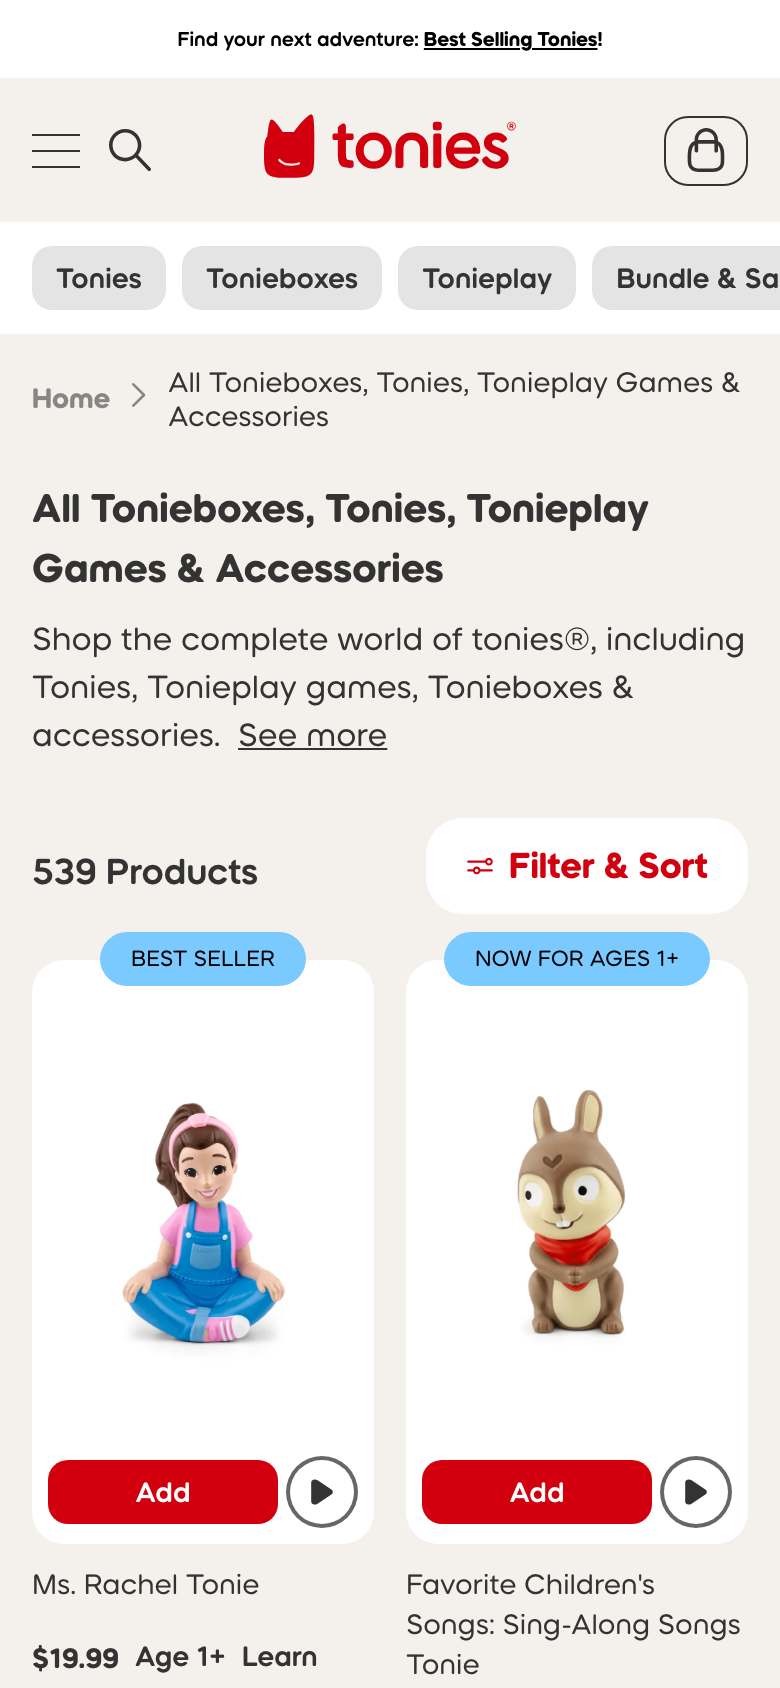 Find your next adventure: Best Selling Tonies!
tonies®
Tonies
Tonieboxes
Tonieplay
Bundle & Sa
Home
All Tonieboxes, Tonies, Tonieplay Games &
Accessories
All Tonieboxes, Tonies, Tonieplay
Games & Accessories
Shop the complete world of tonies®, including
Tonies, Tonieplay games, Tonieboxes &
accessories. See more
539 Products
Filter & Sort
BEST SELLER
NOW FOR AGES 1+
Add
Add
Ms. Rachel Tonie
$19.99 Age 1+ Learn
Favorite Children's
Songs: Sing-Along Songs
Tonie